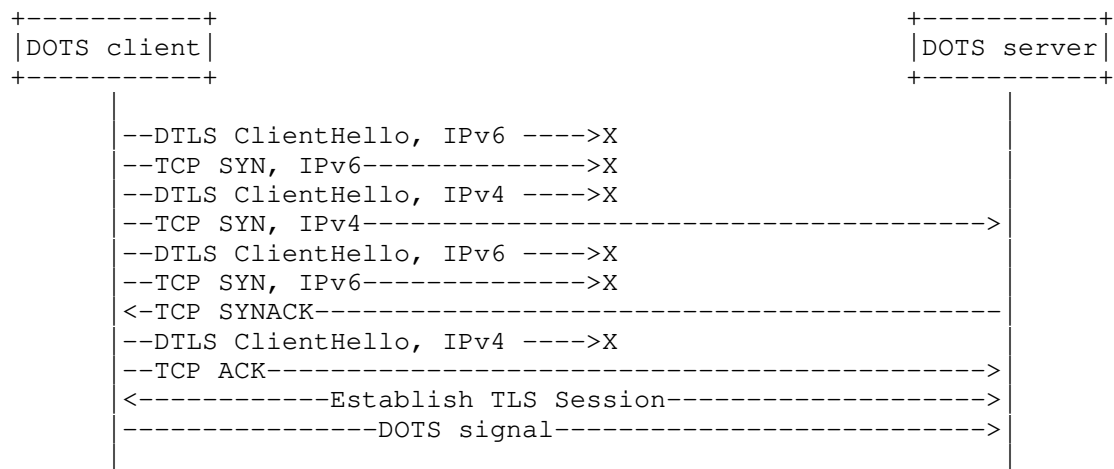 DOTS client DOTS server
--DTLS ClientHello, IPv6 ---->X
--TCP SYN, IPv6-------------->X
--DTLS ClientHello, IPv4 ---->X
--TCP SYN, IPv4--------------------------------------->
--DTLS ClientHello, IPv6 ---->X
--TCP SYN, IPv6-------------->X
<-TCP SYNACK-------------------------------------------
--DTLS ClientHello, IPv4 ---->X
--TCP ACK--------------------------------------------->
<------------Establish TLS Session-------------------->
----------------DOTS signal--------------------------->